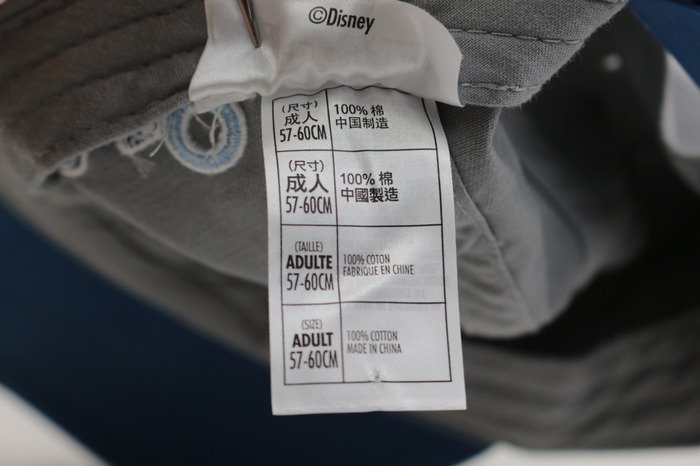 ©Disney
(尺寸)
成人
57-60CM
100% 棉
中国制造
(尺寸)
成人
57-60CM
100% 棉
中國製造
(TAILLE)
ADULTE
57-60CM
100% COTON
FABRIQUE EN CHINE
(SIZE)
ADULT
57-60CM
100% COTTON
MADE IN CHINA